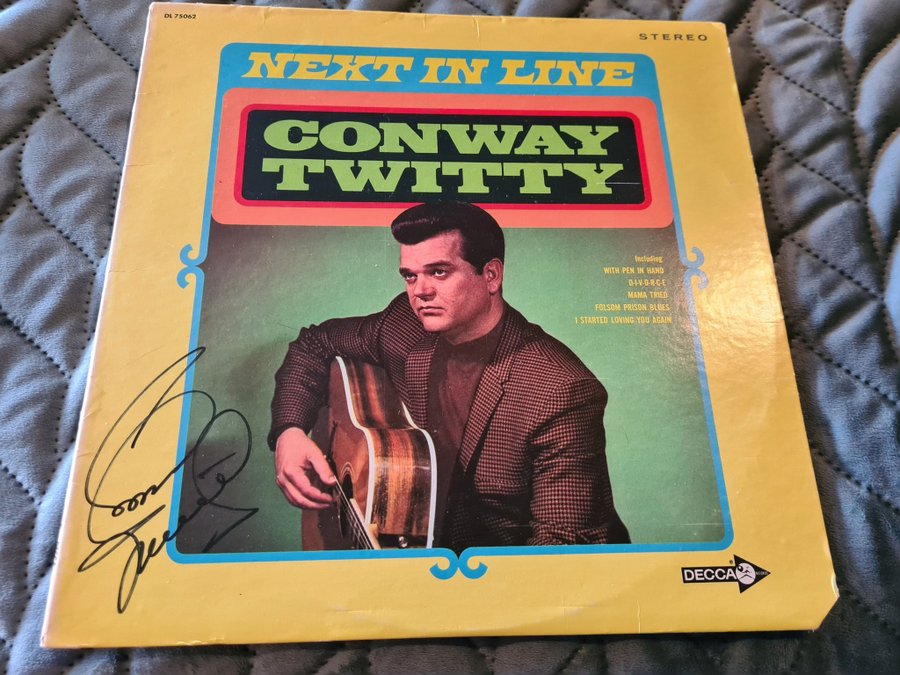 DL 75062
STEREO
NEXT IN LINE
CONWAY
TWITTY
Including
WITH PEN IN HAND
D-I-V-O-R-C-E
MAMA TRIED
FOLSOM PRISON BLUES
I STARTED LOVING YOU AGAIN
DECCA